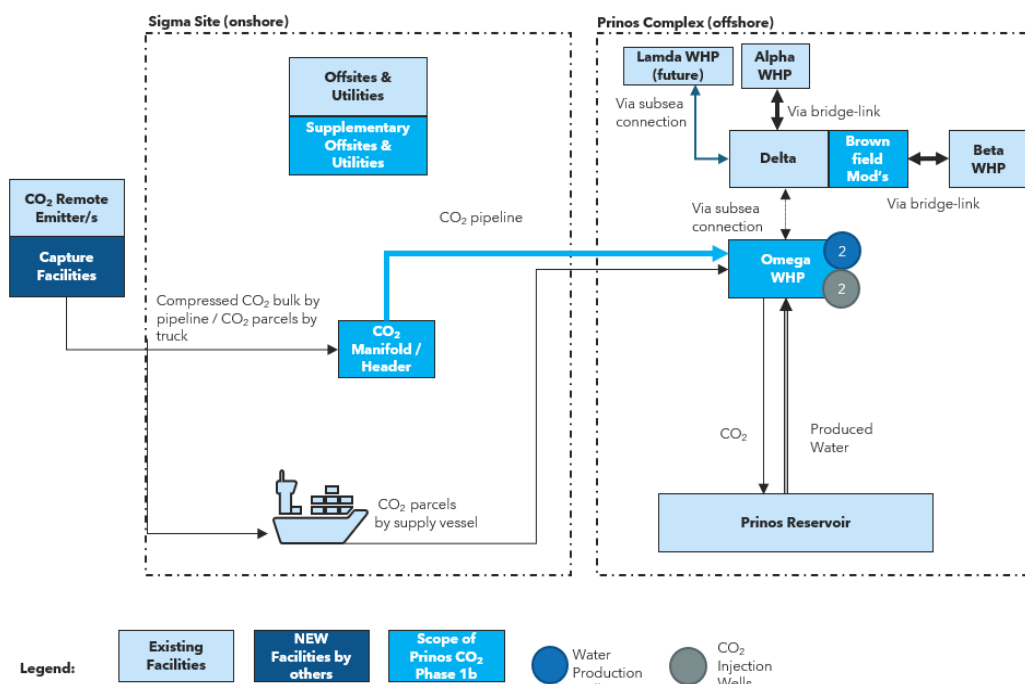 Sigma Site (onshore)
Prinos Complex (offshore)
Offsites &
Utilities
Supplementary
Offsites &
Utilities
Lamda WHP
(future)
Alpha
WHP
Via subsea
connection
Via bridge-link
Delta
Brown
field
Mod's
Beta
WHP
Via bridge-link
CO₂ Remote
Emitter/s
Capture
Facilities
CO₂ pipeline
Via subsea
connection
Omega
WHP
2
2
Compressed CO₂ bulk by
pipeline / CO₂ parcels by
truck
CO₂
Manifold /
Header
CO₂
Produced
Water
CO₂ parcels
by supply vessel
Prinos Reservoir
Legend:
Existing
Facilities
NEW
Facilities by
others
Scope of
Prinos CO₂
Phase 1b
Water
Production
CO₂
Injection
Wells